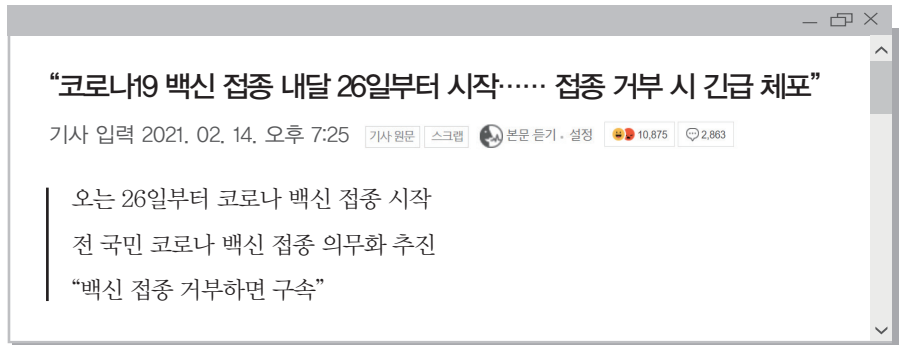 “코로나19 백신 접종 내달 26일부터 시작…… 접종 거부 시 긴급 체포”
기사 입력 2021. 02. 14. 오후 7:25 기사 원문 스크랩 본문 듣기 · 설정 10,875 2,863
오는 26일부터 코로나 백신 접종 시작
전 국민 코로나 백신 접종 의무화 추진
“백신 접종 거부하면 구속”